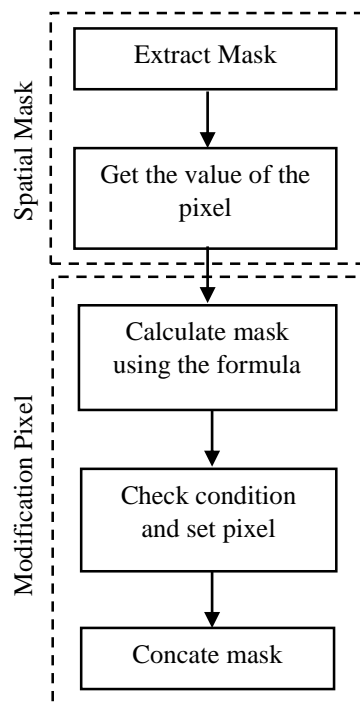 Spatial Mask
Extract Mask
Get the value of the
pixel
Modification Pixel
Calculate mask
using the formula
Check condition
and set pixel
Concate mask